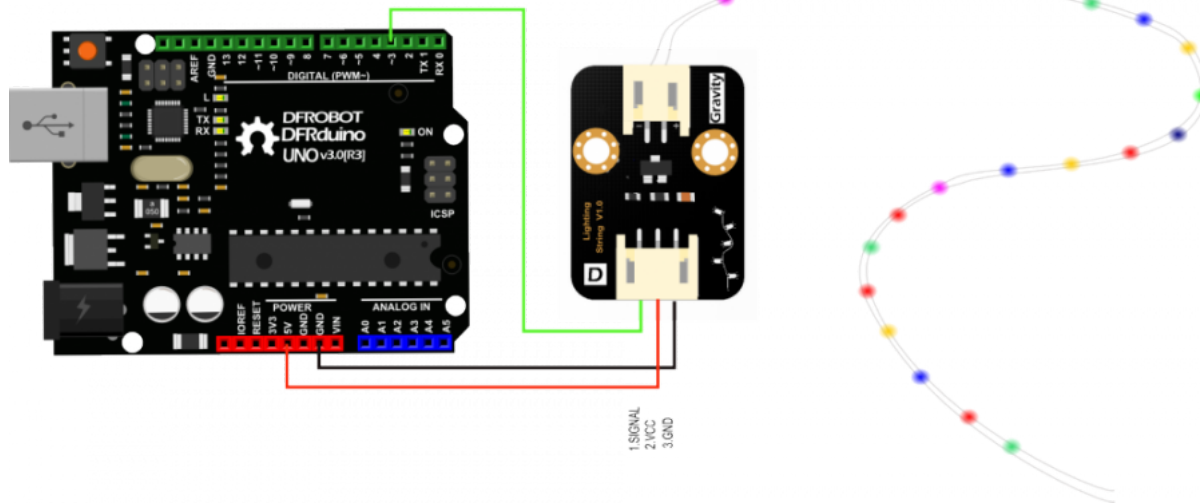 AREF
GND
13
12
~11
~10
~9
8
7
~6
~5
4
~3
2
TX 1
RX 0
DIGITAL (PWM~)
L
TX
RX
DFROBOT
DFRduino
UNO v3.0[R3]
ON
ICSP
POWER
ANALOG IN
IOREF
RESET
3V3
5V
GND
GND
VIN
A0
A1
A2
A3
A4
A5
Gravity
Lighting
String V1.0
D
1.SIGNAL
2.VCC
3.GND